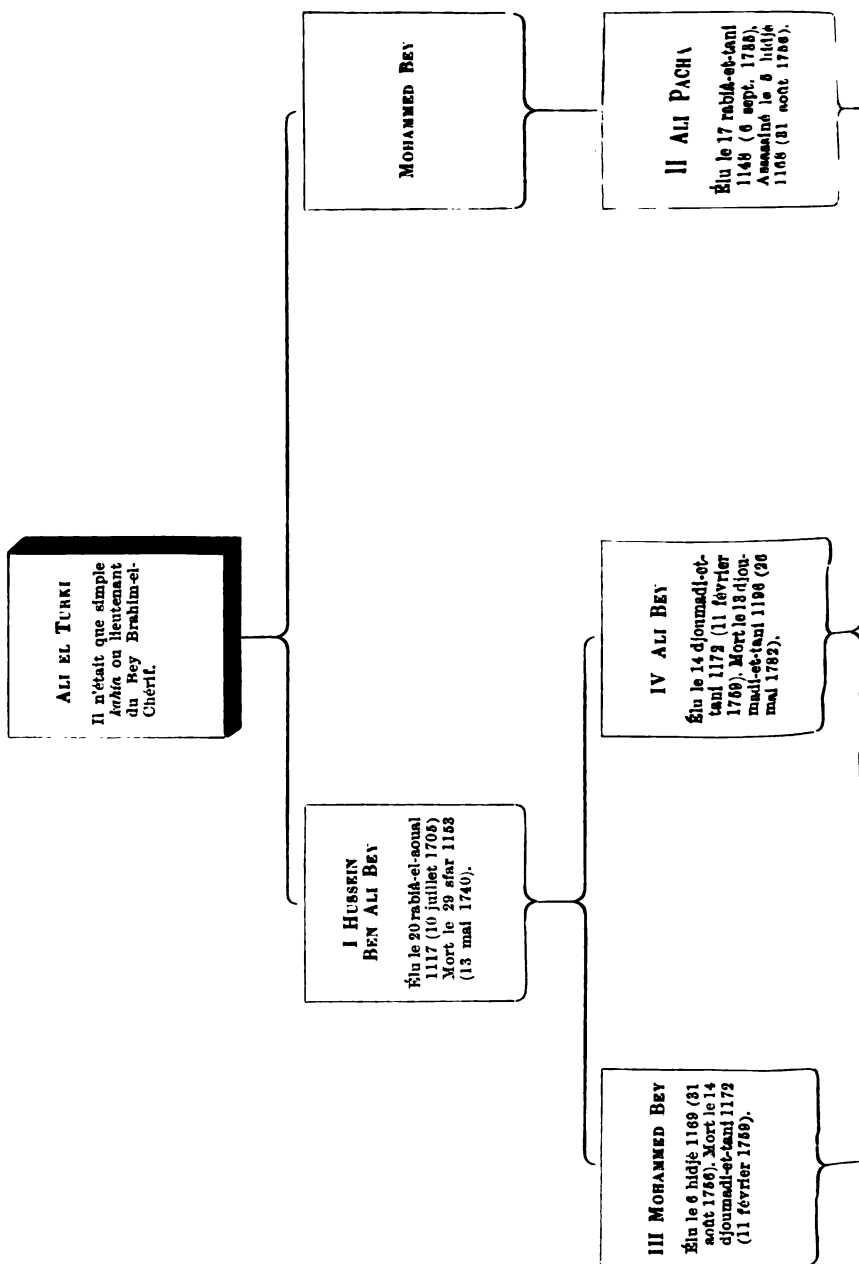 ALI EL TURKI
Il n'était que simple
kahia ou lieutenant
du Bey Brahim-el-
Chérif.
I HUSSEIN
BEN ALI BEY
Élu le 20 rabiâ-el-aoual
1117 (10 juillet 1705)
Mort le 29 sfar 1153
(13 mai 1740).
MOHAMMED BEY
III MOHAMMED BEY
Élu le 6 hidjé 1169 (31
août 1756). Mort le 14
djoumadi-et-tani 1172
(11 février 1759).
IV ALI BEY
Élu le 14 djoumadi-et-
tani 1172 (11 février
1759). Mort le 13 djou-
madi-et-tani 1196 (26
mai 1782).
II ALI PACHA
Élu le 17 rabiâ-et-tani
1148 (6 sept. 1735).
Assassiné le 5 hidjé
1168 (31 août 1756).